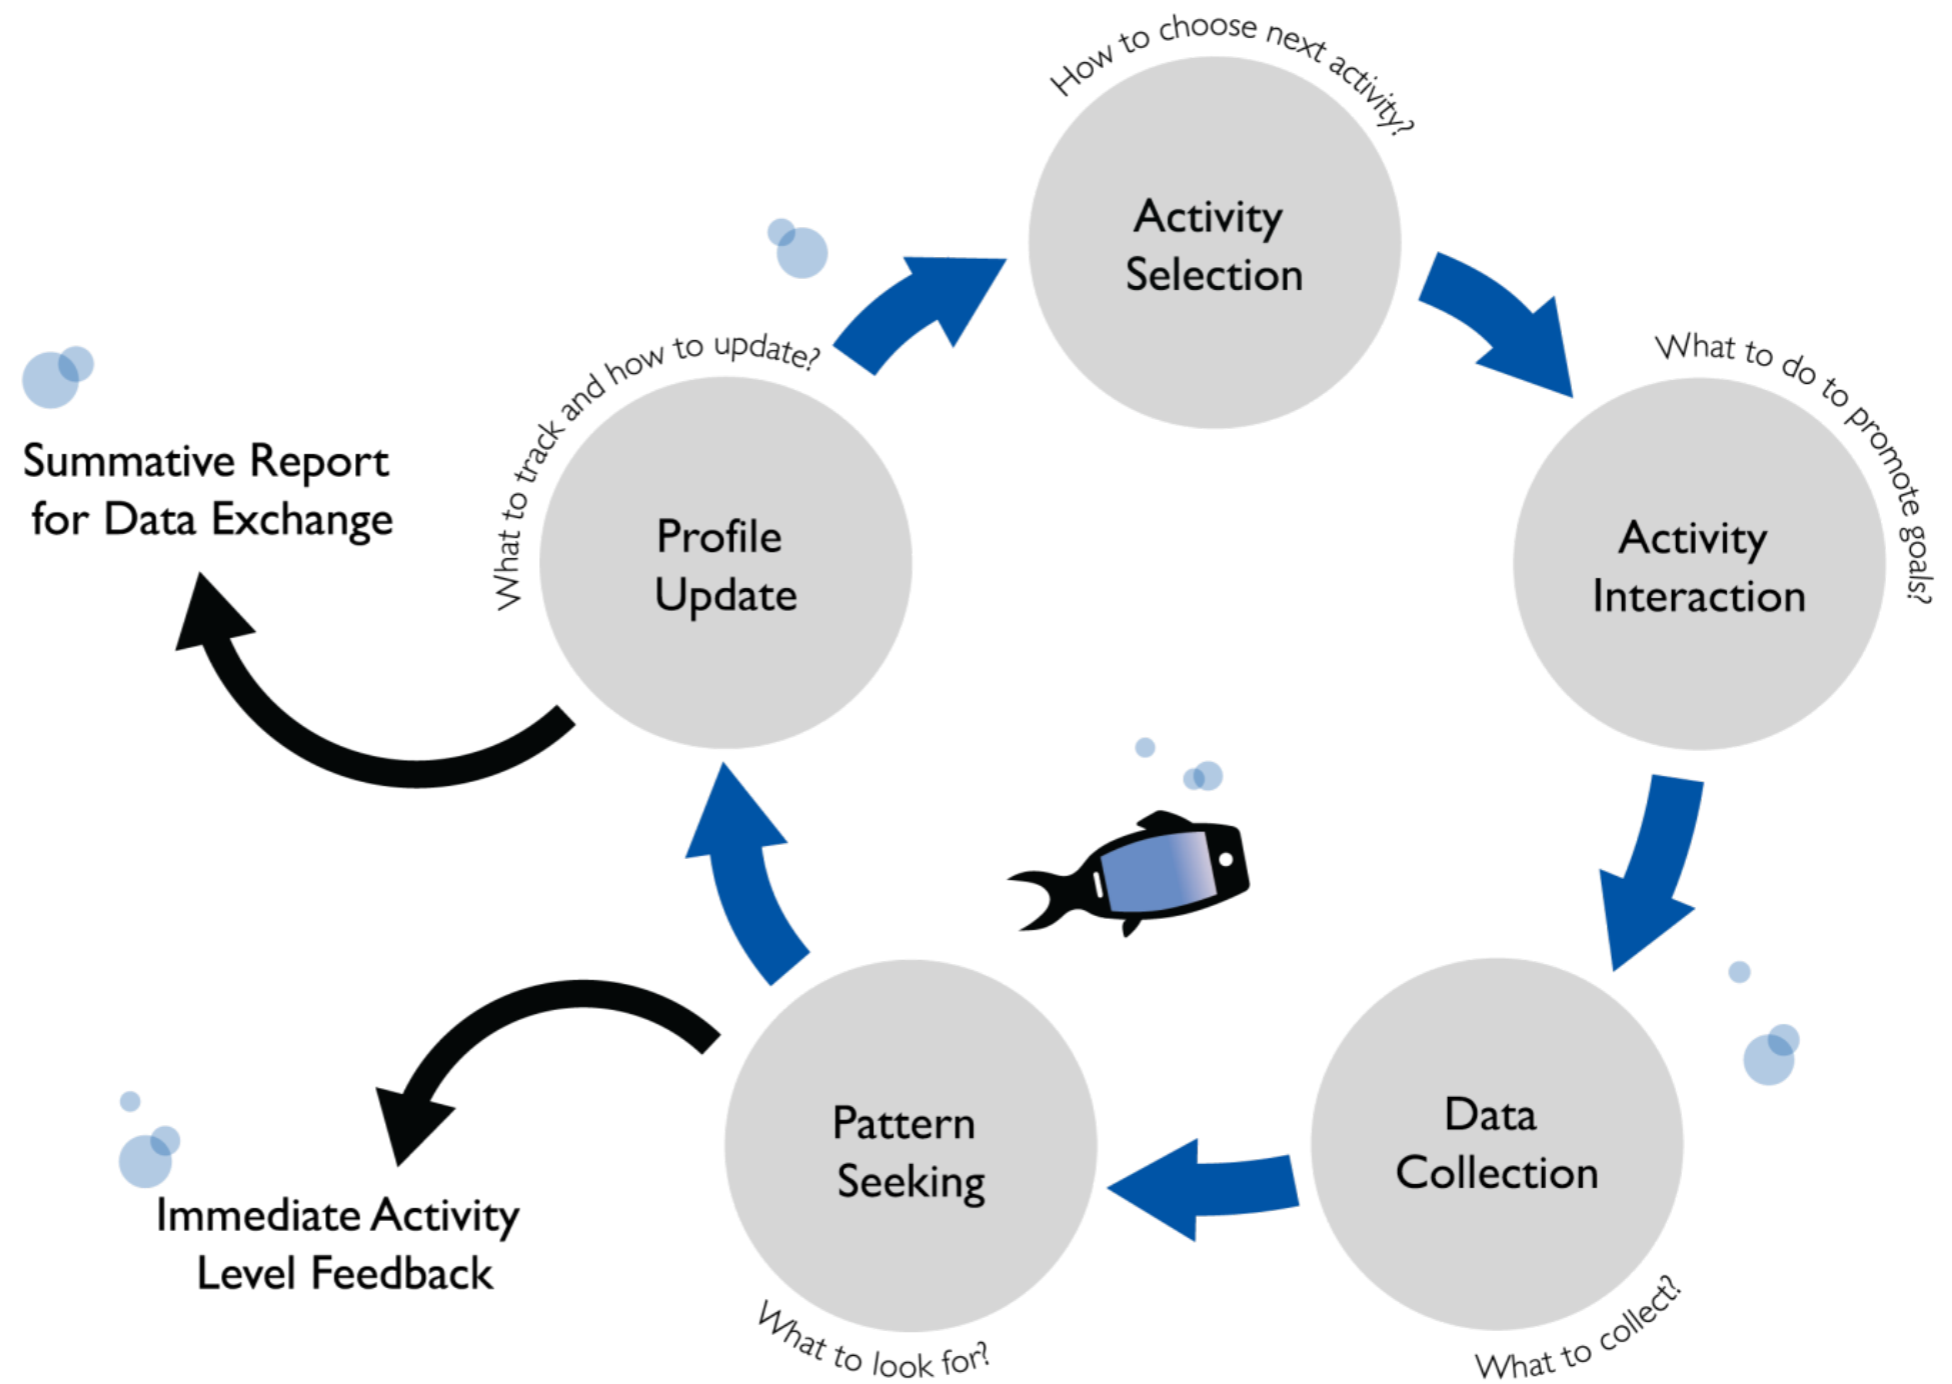 How to choose next activity?
Activity
Selection
What to do to promote goals?
Activity
Interaction
What to collect?
Data
Collection
What to look for?
Pattern
Seeking
Immediate Activity
Level Feedback
What to track and how to update?
Profile
Update
Summative Report
for Data Exchange